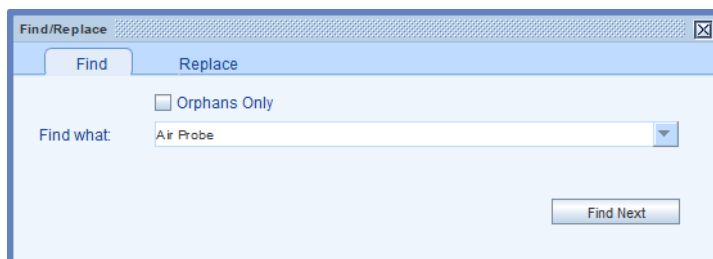 Find/Replace
Find Replace
Orphans Only
Find what: Air Probe
Find Next